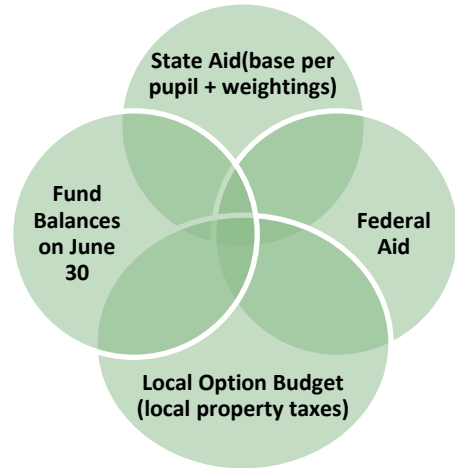 State Aid(base per
pupil + weightings)
Fund
Balances
on June
30
Federal
Aid
Local Option Budget
(local property taxes)